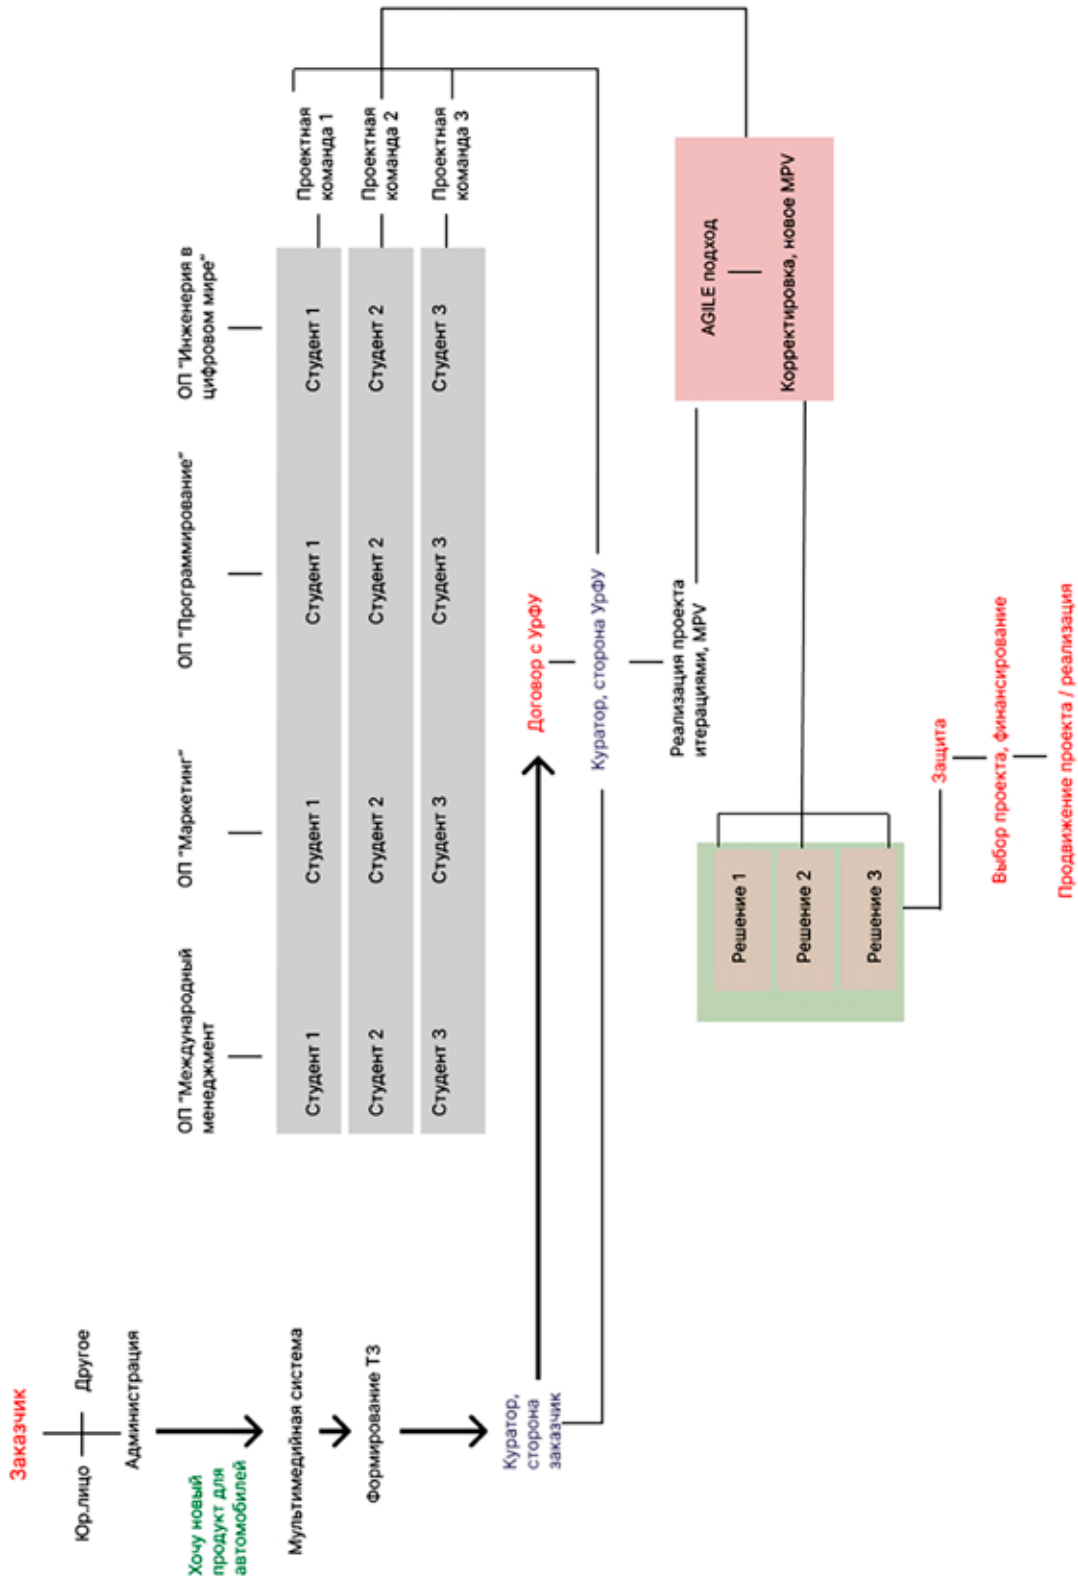 Заказчик
Юр.лицо
Другое
Администрация
Хочу новый
продукт для
автомобилей
Мультимедийная система
Формирование ТЗ
Куратор,
сторона
заказчик
ОП "Международный
менеджмент
ОП "Маркетинг"
ОП "Программирование"
ОП "Инженерия в
цифровом мире"
Студент 1
Студент 1
Студент 1
Студент 1
Проектная
команда 1
Студент 2
Студент 2
Студент 2
Студент 2
Проектная
команда 2
Студент 3
Студент 3
Студент 3
Студент 3
Проектная
команда 3
Договор с УрФУ
Куратор, сторона УрФУ
Реализация проекта
итерациями, MPV
AGILE подход
Корректировка, новое MPV
Решение 1
Решение 2
Решение 3
Защита
Выбор проекта, финансирование
Продвижение проекта / реализация